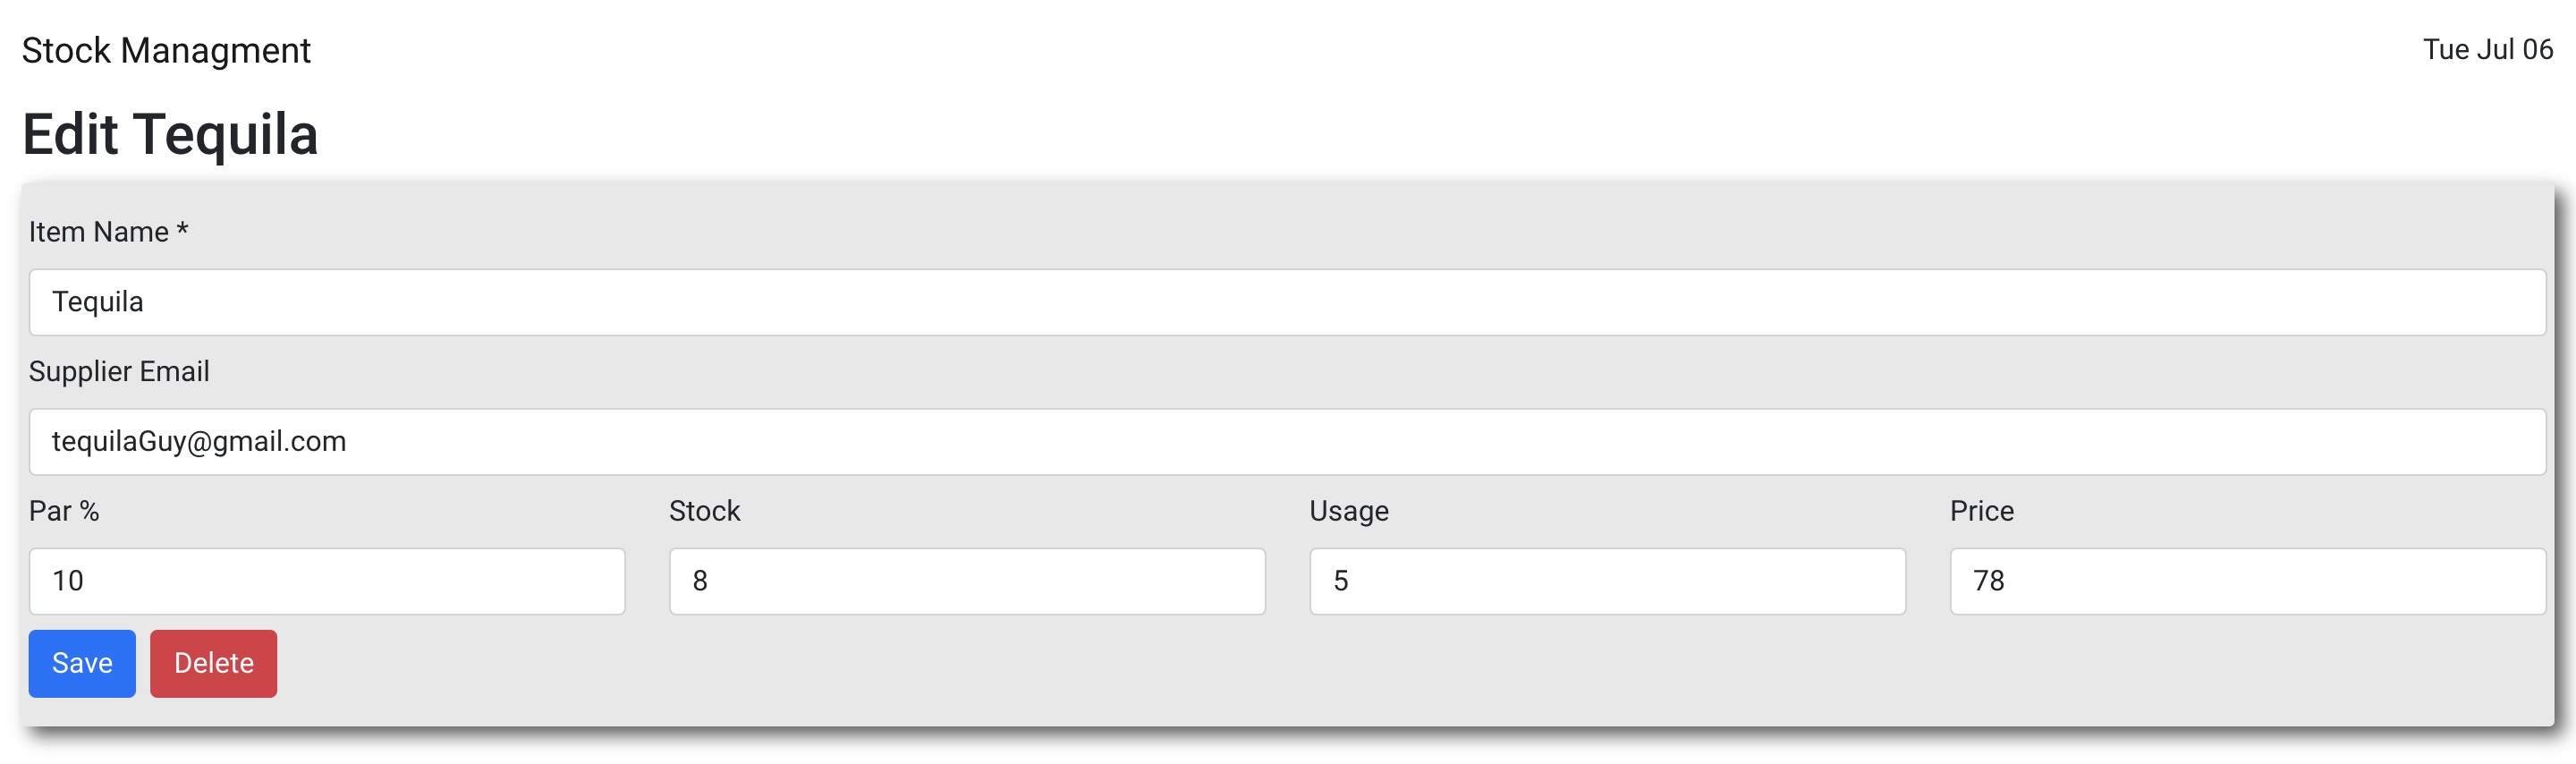 Stock Managment
Tue Jul 06
Edit Tequila
Item Name *
Tequila
Supplier Email
tequilaGuy@gmail.com
Par % Stock Usage Price
10 8 5 78
Save Delete